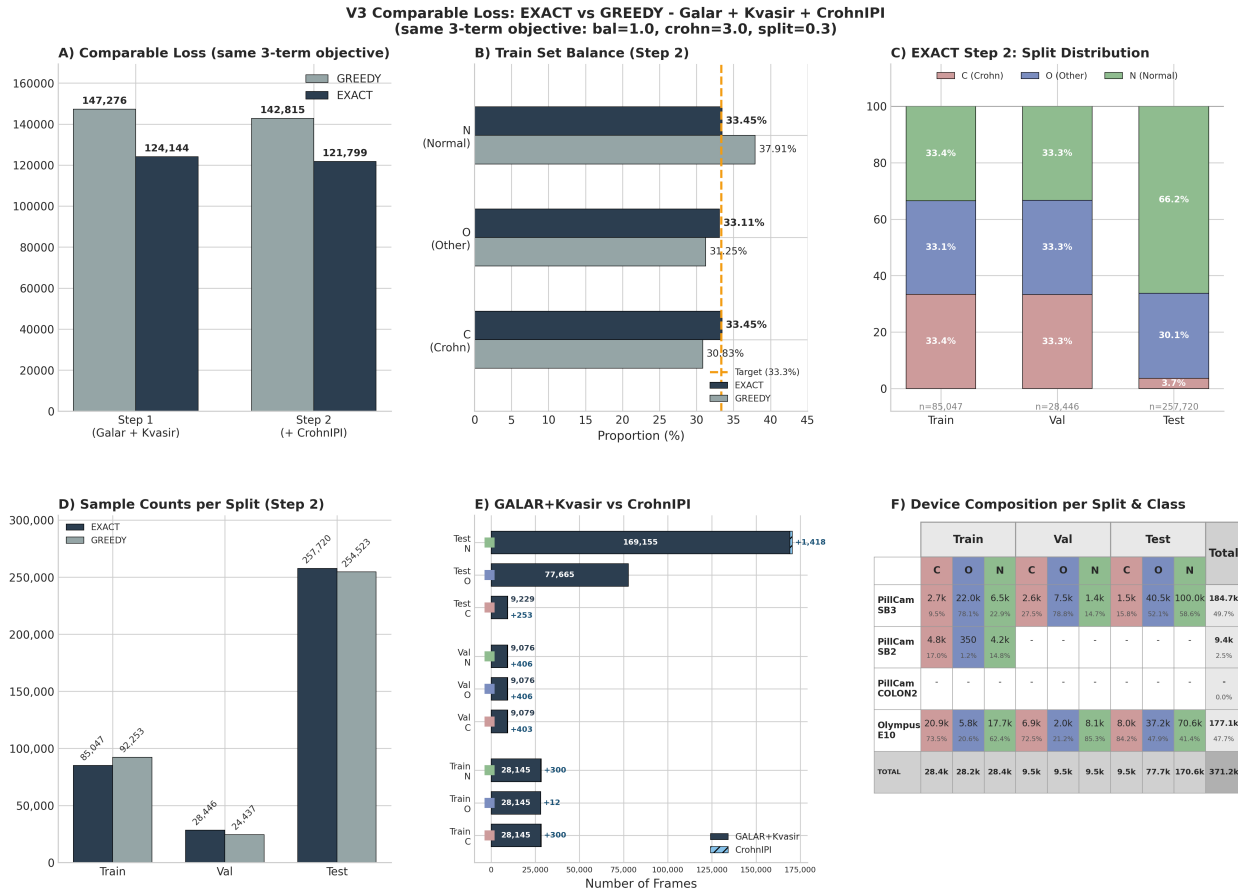 V3 Comparable Loss: EXACT vs GREEDY - Galar + Kvasir + CrohnIPI
(same 3-term objective: bal=1.0, crohn=3.0, split=0.3)
A) Comparable Loss (same 3-term objective)
GREEDY
EXACT
160000
140000
120000
100000
80000
60000
40000
20000
0
147,276
124,144
142,815
121,799
Step 1
(Galar + Kvasir)
Step 2
(+ CrohnIPI)
B) Train Set Balance (Step 2)
N
(Normal)
33.45%
37.91%
O
(Other)
33.11%
31.25%
C
(Crohn)
33.45%
30.83%
Target (33.3%)
EXACT
GREEDY
0 5 10 15 20 25 30 35 40 45
Proportion (%)
C) EXACT Step 2: Split Distribution
C (Crohn) O (Other) N (Normal)
100
80
60
40
20
0
33.4% 33.3% 66.2%
33.1% 33.3% 30.1%
33.4% 33.3% 3.7%
n=85,047 n=28,446 n=257,720
Train Val Test
D) Sample Counts per Split (Step 2)
EXACT
GREEDY
300,000
250,000
200,000
150,000
100,000
50,000
0
85,047
92,253
28,446
24,437
257,720
254,523
Train Val Test
E) GALAR+Kvasir vs CrohnIPI
Test
N
169,155
+1,418
Test
O
77,665
Test
C
9,229
+253
Val
N
9,076
+406
Val
O
9,076
+406
Val
C
9,079
+403
Train
N
28,145
+300
Train
O
28,145
+12
Train
C
28,145
+300
GALAR+Kvasir
CrohnIPI
0 25,000 50,000 75,000 100,000 125,000 150,000 175,000
Number of Frames
F) Device Composition per Split & Class
Train Val Test Total
C O N C O N C O N
PillCam
SB3
2.7k 22.0k 6.5k 2.6k 7.5k 1.4k 1.5k 40.5k 100.0k 184.7k
9.5% 78.1% 22.9% 27.5% 78.8% 14.7% 15.8% 52.1% 58.6% 49.7%
PillCam
SB2
4.8k 350 4.2k - - - - - - 9.4k
17.0% 1.2% 14.8% 2.5%
PillCam
COLON2
- - - - - - - - - -
0.0%
Olympus
E10
20.9k 5.8k 17.7k 6.9k 2.0k 8.1k 8.0k 37.2k 70.6k 177.1k
73.5% 20.6% 62.4% 72.5% 21.2% 85.3% 84.2% 47.9% 41.4% 47.7%
TOTAL 28.4k 28.2k 28.4k 9.5k 9.5k 9.5k 9.5k 77.7k 170.6k 371.2k